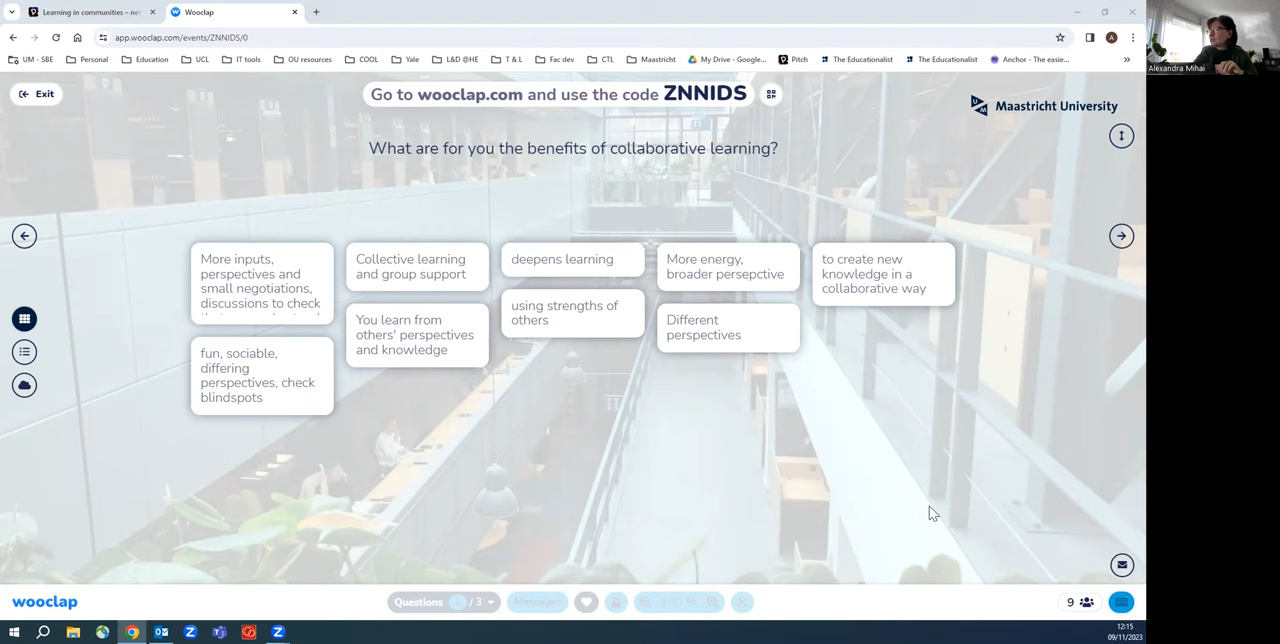 Learning in communities – net
Wooclap
app.wooclap.com/events/ZNNIDS/0
UM - SBE
Personal
Education
UCL
IT tools
OU resources
COOL
Yale
L&D @HE
T & L
Fac dev
CTL
Maastricht
My Drive - Google...
Pitch
The Educationalist
The Educationalist
Anchor - The easie...
Alexandra Mihai
Exit
Go to wooclap.com and use the code ZNNIDS
Maastricht University
What are for you the benefits of collaborative learning?
More inputs,
perspectives and
small negotiations,
discussions to check
fun, sociable,
differing
perspectives, check
blindspots
Collective learning
and group support
You learn from
others' perspectives
and knowledge
deepens learning
using strengths of
others
More energy,
broader persepctive
Different
perspectives
to create new
knowledge in a
collaborative way
wooclap
Questions / 3
Messages
100 %
9
12:15
09/11/2023